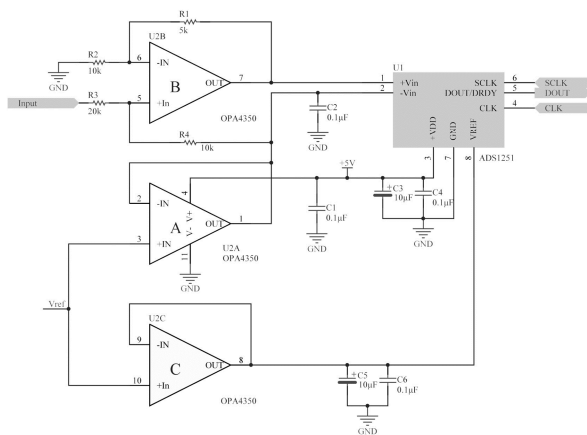 R1
5k
U2B
R2
10k
6
-IN
B
OUT
7
GND
Input
R3
20k
5
+In
OPA4350
R4
10k
U1
1
+Vin
2
-Vin
SCLK
6
SCLK
DOUT/DRDY
5
DOUT
CLK
4
CLK
+VDD
GND
VREF
3
7
8
ADS1251
C2
0.1μF
GND
+5V
2
-IN
4
V+
A
OUT
1
V-
3
+IN
11
U2A
OPA4350
GND
C1
0.1μF
GND
+
C3
10μF
C4
0.1μF
GND
Vref
U2C
9
-IN
C
OUT
8
10
+In
OPA4350
+
C5
10μF
C6
0.1μF
GND